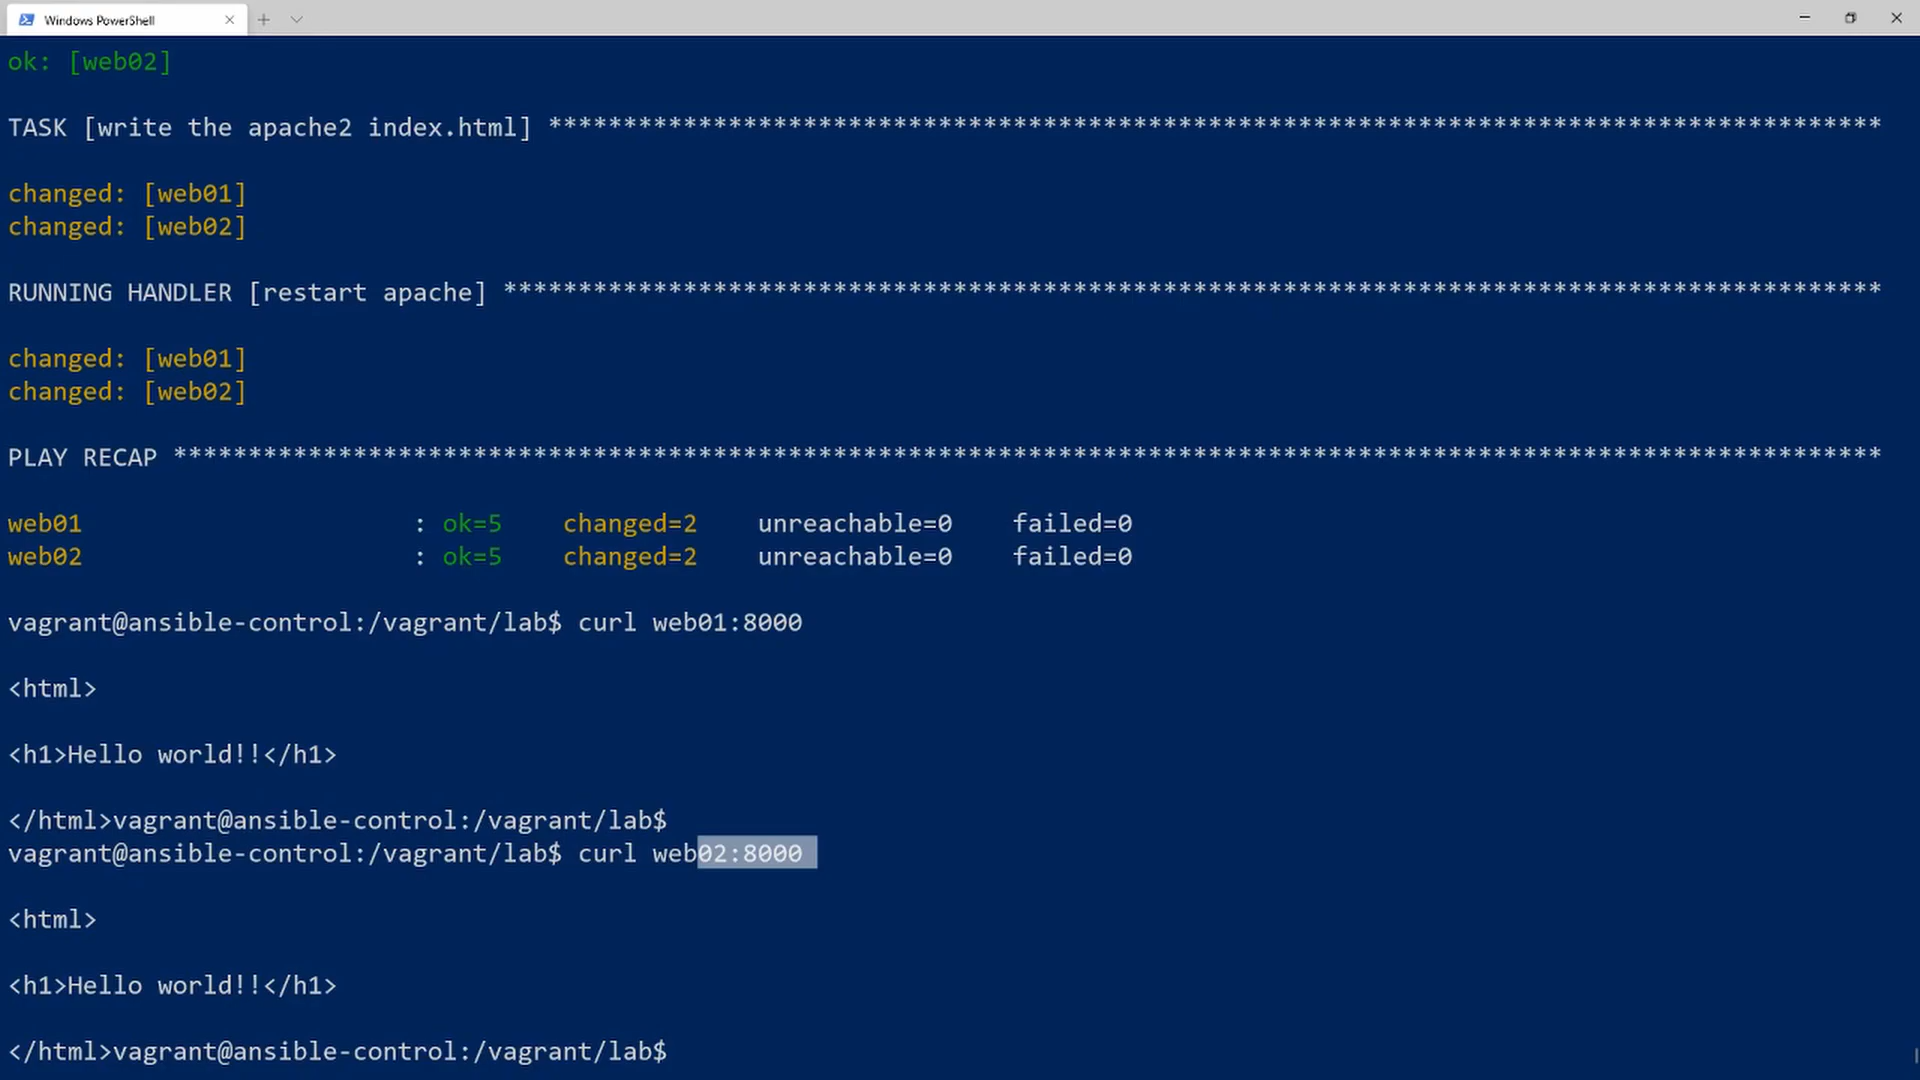 Windows PowerShell
ok: [web02]
TASK [write the apache2 index.html] *****************************************************************************************
changed: [web01]
changed: [web02]
RUNNING HANDLER [restart apache] ********************************************************************************************
changed: [web01]
changed: [web02]
PLAY RECAP ******************************************************************************************************************
web01                      : ok=5    changed=2    unreachable=0    failed=0
web02                      : ok=5    changed=2    unreachable=0    failed=0
vagrant@ansible-control:/vagrant/lab$ curl web01:8000
<html>
<h1>Hello world!!</h1>
</html>vagrant@ansible-control:/vagrant/lab$
vagrant@ansible-control:/vagrant/lab$ curl web02:8000
<html>
<h1>Hello world!!</h1>
</html>vagrant@ansible-control:/vagrant/lab$